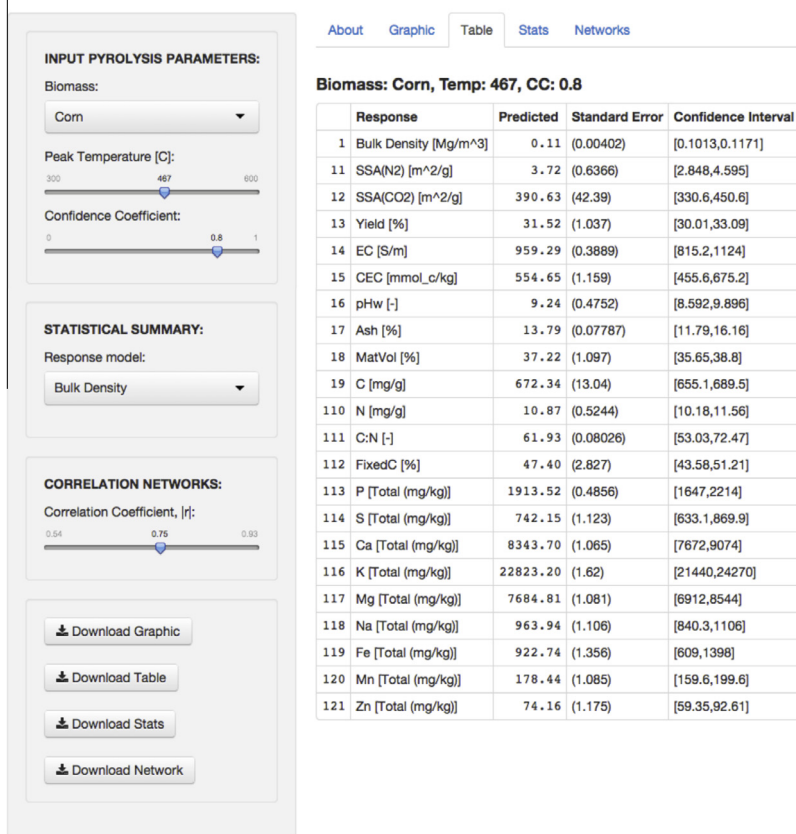 INPUT PYROLYSIS PARAMETERS:
Biomass:
Corn
Peak Temperature [C]:
300 467 600
Confidence Coefficient:
0 0.8 1
STATISTICAL SUMMARY:
Response model:
Bulk Density
CORRELATION NETWORKS:
Correlation Coefficient, |r|:
0.54 0.75 0.93
Download Graphic
Download Table
Download Stats
Download Network
About Graphic Table Stats Networks
Biomass: Corn, Temp: 467, CC: 0.8
Response Predicted Standard Error Confidence Interval
1 Bulk Density [Mg/m^3] 0.11 (0.00402) [0.1013,0.1171]
11 SSA(N2) [m^2/g] 3.72 (0.6366) [2.848,4.595]
12 SSA(CO2) [m^2/g] 390.63 (42.39) [330.6,450.6]
13 Yield [%] 31.52 (1.037) [30.01,33.09]
14 EC [S/m] 959.29 (0.3889) [815.2,1124]
15 CEC [mmol_c/kg] 554.65 (1.159) [455.6,675.2]
16 pHw [-] 9.24 (0.4752) [8.592,9.896]
17 Ash [%] 13.79 (0.07787) [11.79,16.16]
18 MatVol [%] 37.22 (1.097) [35.65,38.8]
19 C [mg/g] 672.34 (13.04) [655.1,689.5]
110 N [mg/g] 10.87 (0.5244) [10.18,11.56]
111 C:N [-] 61.93 (0.08026) [53.03,72.47]
112 FixedC [%] 47.40 (2.827) [43.58,51.21]
113 P [Total (mg/kg)] 1913.52 (0.4856) [1647,2214]
114 S [Total (mg/kg)] 742.15 (1.123) [633.1,869.9]
115 Ca [Total (mg/kg)] 8343.70 (1.065) [7672,9074]
116 K [Total (mg/kg)] 22823.20 (1.62) [21440,24270]
117 Mg [Total (mg/kg)] 7684.81 (1.081) [6912,8544]
118 Na [Total (mg/kg)] 963.94 (1.106) [840.3,1106]
119 Fe [Total (mg/kg)] 922.74 (1.356) [609,1398]
120 Mn [Total (mg/kg)] 178.44 (1.085) [159.6,199.6]
121 Zn [Total (mg/kg)] 74.16 (1.175) [59.35,92.61]